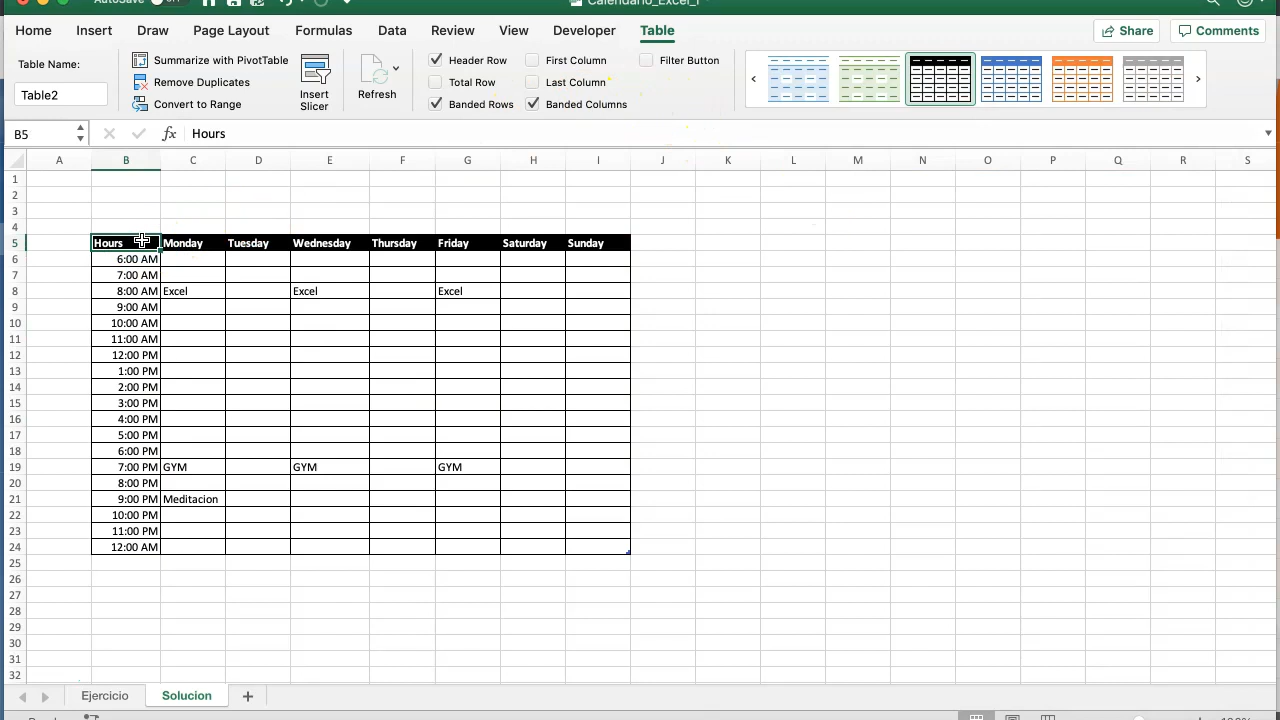 AutoSave OFF
Calendario_Excel_I
Home Insert Draw Page Layout Formulas Data Review View Developer Table Share Comments
Table Name:
Table2
Summarize with PivotTable
Remove Duplicates
Convert to Range
Insert
Slicer
Refresh
Header Row First Column Filter Button
Total Row Last Column
Banded Rows Banded Columns
B5 fx Hours
A B C D E F G H I J K L M N O P Q R S
1
2
3
4
5 Hours Monday Tuesday Wednesday Thursday Friday Saturday Sunday
6 6:00 AM
7 7:00 AM
8 8:00 AM Excel Excel Excel
9 9:00 AM
10 10:00 AM
11 11:00 AM
12 12:00 PM
13 1:00 PM
14 2:00 PM
15 3:00 PM
16 4:00 PM
17 5:00 PM
18 6:00 PM
19 7:00 PM GYM GYM GYM
20 8:00 PM
21 9:00 PM Meditacion
22 10:00 PM
23 11:00 PM
24 12:00 AM
25
26
27
28
29
30
31
32
Ejercicio Solucion